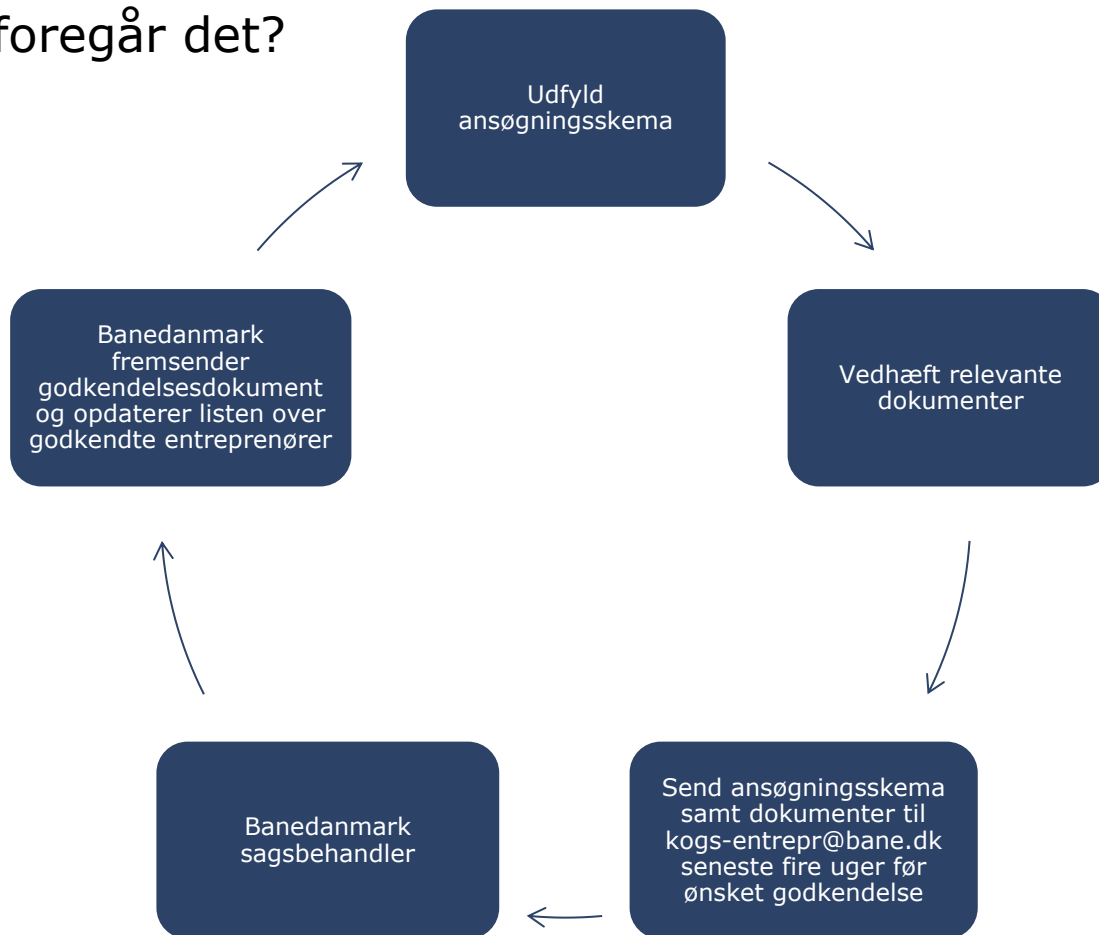 foregår det?
Udfyld
ansøgningsskema
Vedhæft relevante
dokumenter
Send ansøgningsskema
samt dokumenter til
kogs-entrepr@bane.dk
seneste fire uger før
ønsket godkendelse
Banedanmark
sagsbehandler
Banedanmark
fremsender
godkendelsesdokument
og opdaterer listen over
godkendte entreprenører